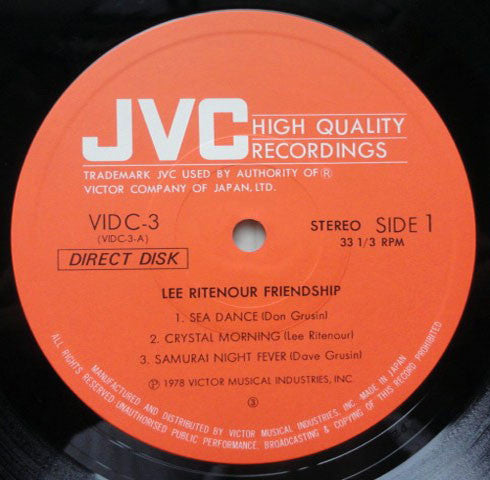 JVC HIGH QUALITY
RECORDINGS
TRADEMARK JVC USED BY AUTHORITY OF Ⓡ
VICTOR COMPANY OF JAPAN, LTD.
VIDC-3
(VIDC-3-A)
DIRECT DISK
STEREO SIDE 1
33 1/3 RPM
LEE RITENOUR FRIENDSHIP
1. SEA DANCE (Don Grusin)
2. CRYSTAL MORNING (Lee Ritenour)
3. SAMURAI NIGHT FEVER (Dave Grusin)
Ⓟ 1978 VICTOR MUSICAL INDUSTRIES, INC.
③
MANUFACTURED AND DISTRIBUTED BY VICTOR MUSICAL INDUSTRIES, INC. MADE IN JAPAN
ALL RIGHTS RESERVED UNAUTHORISED PUBLIC PERFORMANCE, BROADCASTING & COPYING OF THIS RECORD PROHIBITED